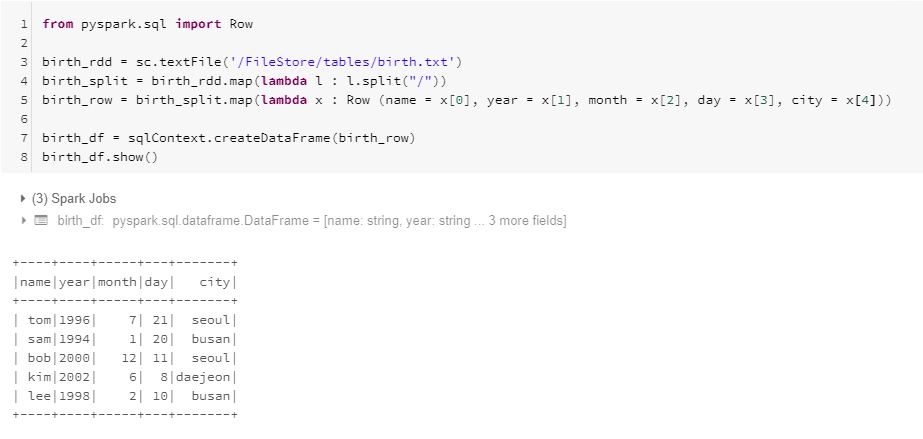 1 from pyspark.sql import Row
2
3 birth_rdd = sc.textFile('/FileStore/tables/birth.txt')
4 birth_split = birth_rdd.map(lambda l : l.split("/"))
5 birth_row = birth_split.map(lambda x : Row (name = x[0], year = x[1], month = x[2], day = x[3], city = x[4]))
6
7 birth_df = sqlContext.createDataFrame(birth_row)
8 birth_df.show()
(3) Spark Jobs
birth_df: pyspark.sql.dataframe.DataFrame = [name: string, year: string ... 3 more fields]
+----+----+-----+---+-------+
|name|year|month|day|   city|
+----+----+-----+---+-------+
| tom|1996|    7| 21|  seoul|
| sam|1994|    1| 20|  busan|
| bob|2000|   12| 11|  seoul|
| kim|2002|    6|  8|daejeon|
| lee|1998|    2| 10|  busan|
+----+----+-----+---+-------+